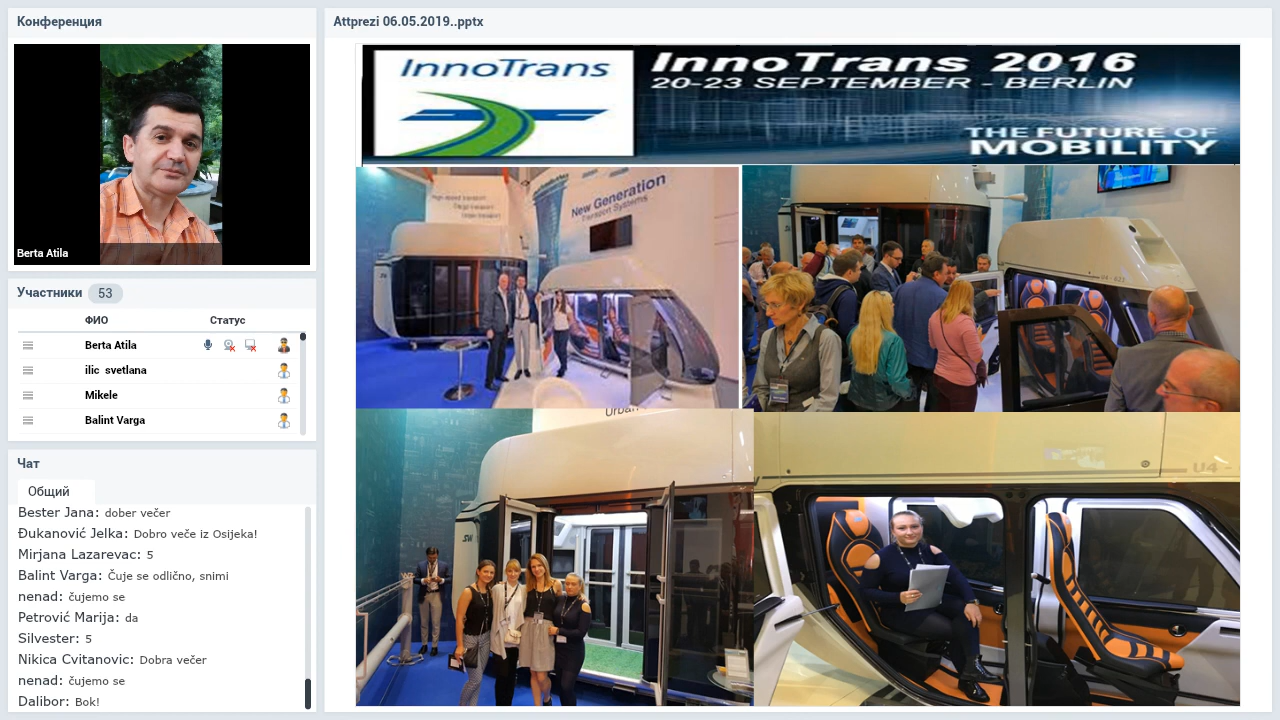 Конференция
Berta Atila
Участники 53
ФИО Статус
Berta Atila
ilic svetlana
Mikele
Balint Varga
Чат
Общий
Bester Jana: dober večer
Đukanović Jelka: Dobro veče iz Osijeka!
Mirjana Lazarevac: 5
Balint Varga: Čuje se odlično, snimi
nenad: čujemo se
Petrović Marija: da
Silvester: 5
Nikica Cvitanovic: Dobra večer
nenad: čujemo se
Dalibor: Bok!
Attprezi 06.05.2019..pptx
InnoTrans
InnoTrans 2016
20-23 SEPTEMBER - BERLIN
THE FUTURE OF
MOBILITY
New Generation
Transport Systems
U4 - 621
Urban
SW
U4 -